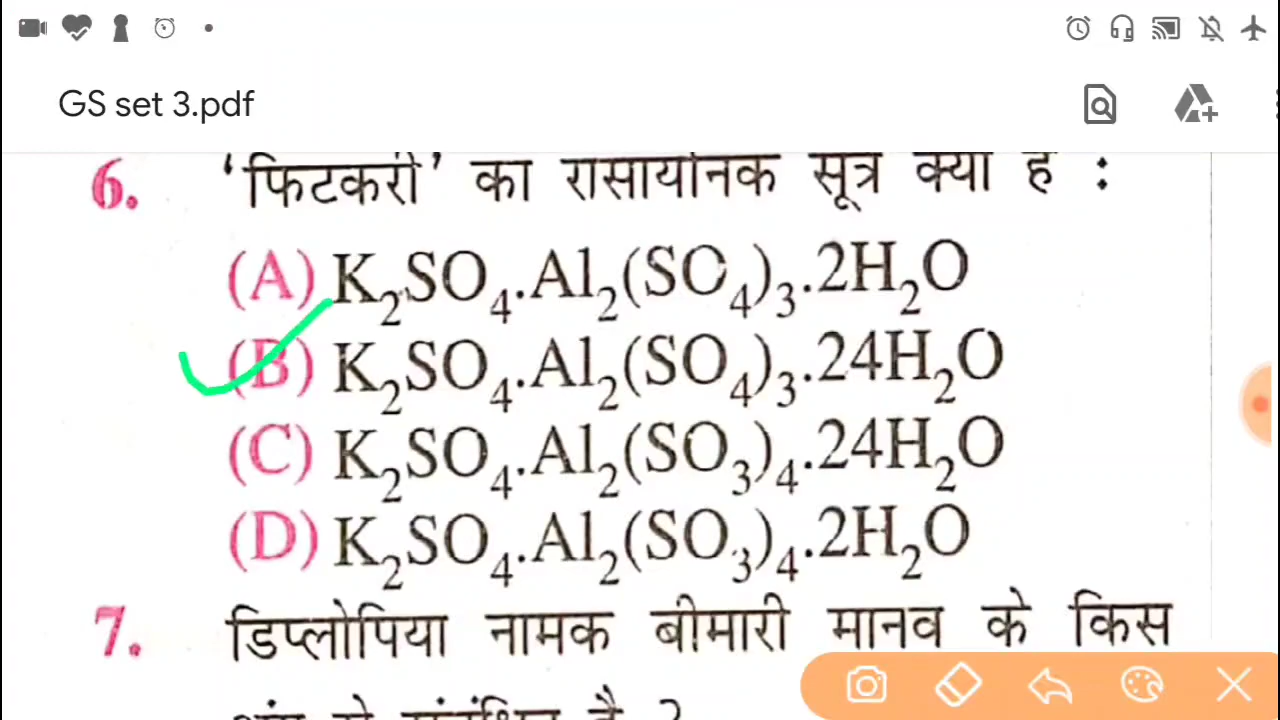 GS set 3.pdf
6. 'फिटकरी' का रासायनिक सूत्र क्या है :
(A) K₂SO₄.Al₂(SO₄)₃.2H₂O
(B) K₂SO₄.Al₂(SO₄)₃.24H₂O
(C) K₂SO₄.Al₂(SO₃)₄.24H₂O
(D) K₂SO₄.Al₂(SO₃)₄.2H₂O
7. डिप्लोपिया नामक बीमारी मानव के किस
अंग से संबंधित है ?